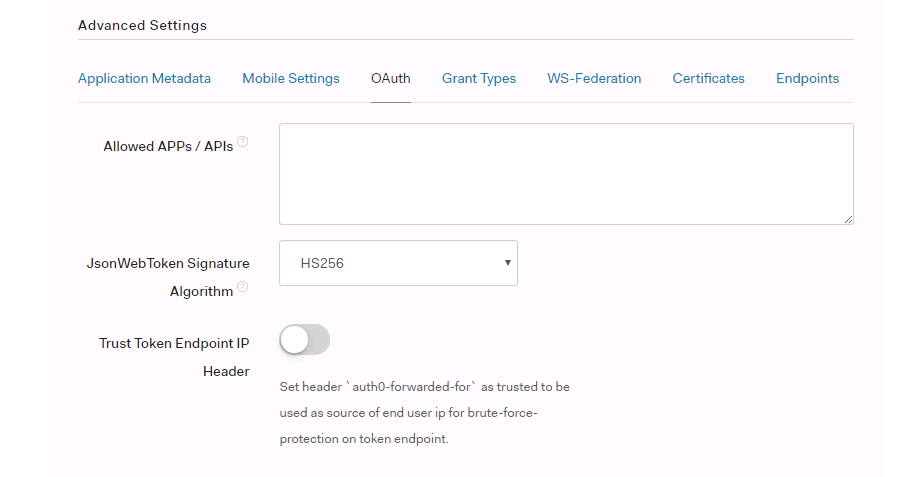 Advanced Settings
Application Metadata Mobile Settings OAuth Grant Types WS-Federation Certificates Endpoints
Allowed APPs / APIs ?
JsonWebToken Signature
Algorithm ?
HS256
Trust Token Endpoint IP
Header
Set header `auth0-forwarded-for` as trusted to be
used as source of end user ip for brute-force-
protection on token endpoint.